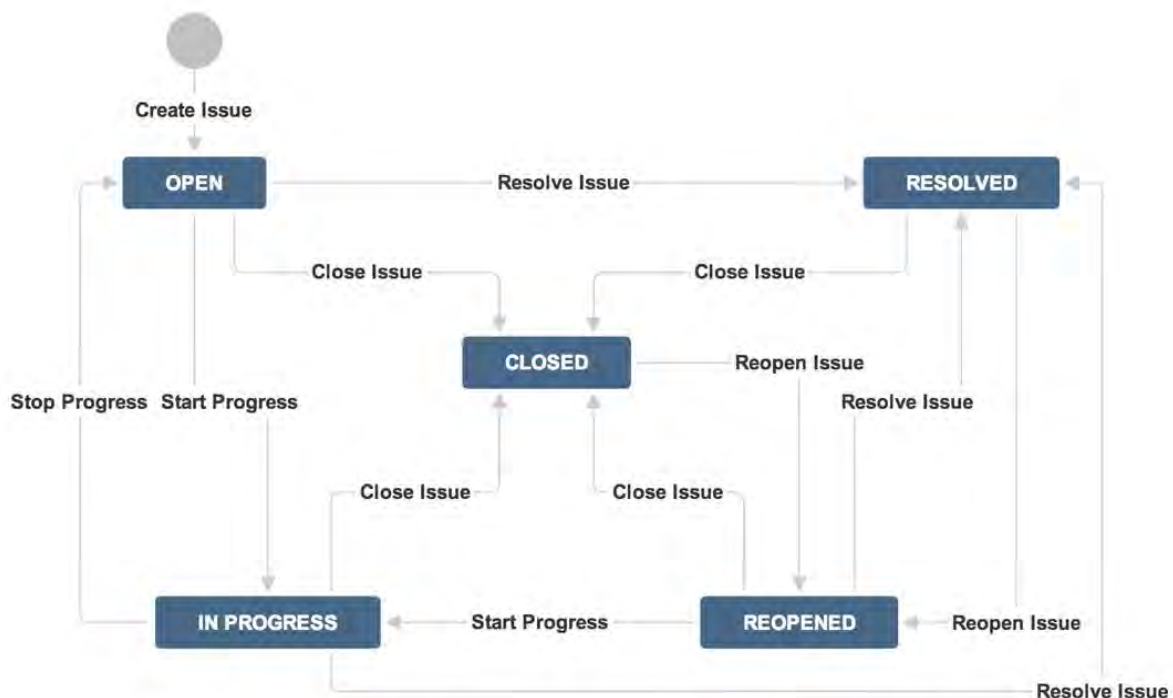 Create Issue
OPEN
Resolve Issue
RESOLVED
Close Issue
Close Issue
CLOSED
Reopen Issue
Stop Progress
Start Progress
Resolve Issue
Close Issue
Close Issue
IN PROGRESS
Start Progress
REOPENED
Reopen Issue
Resolve Issue